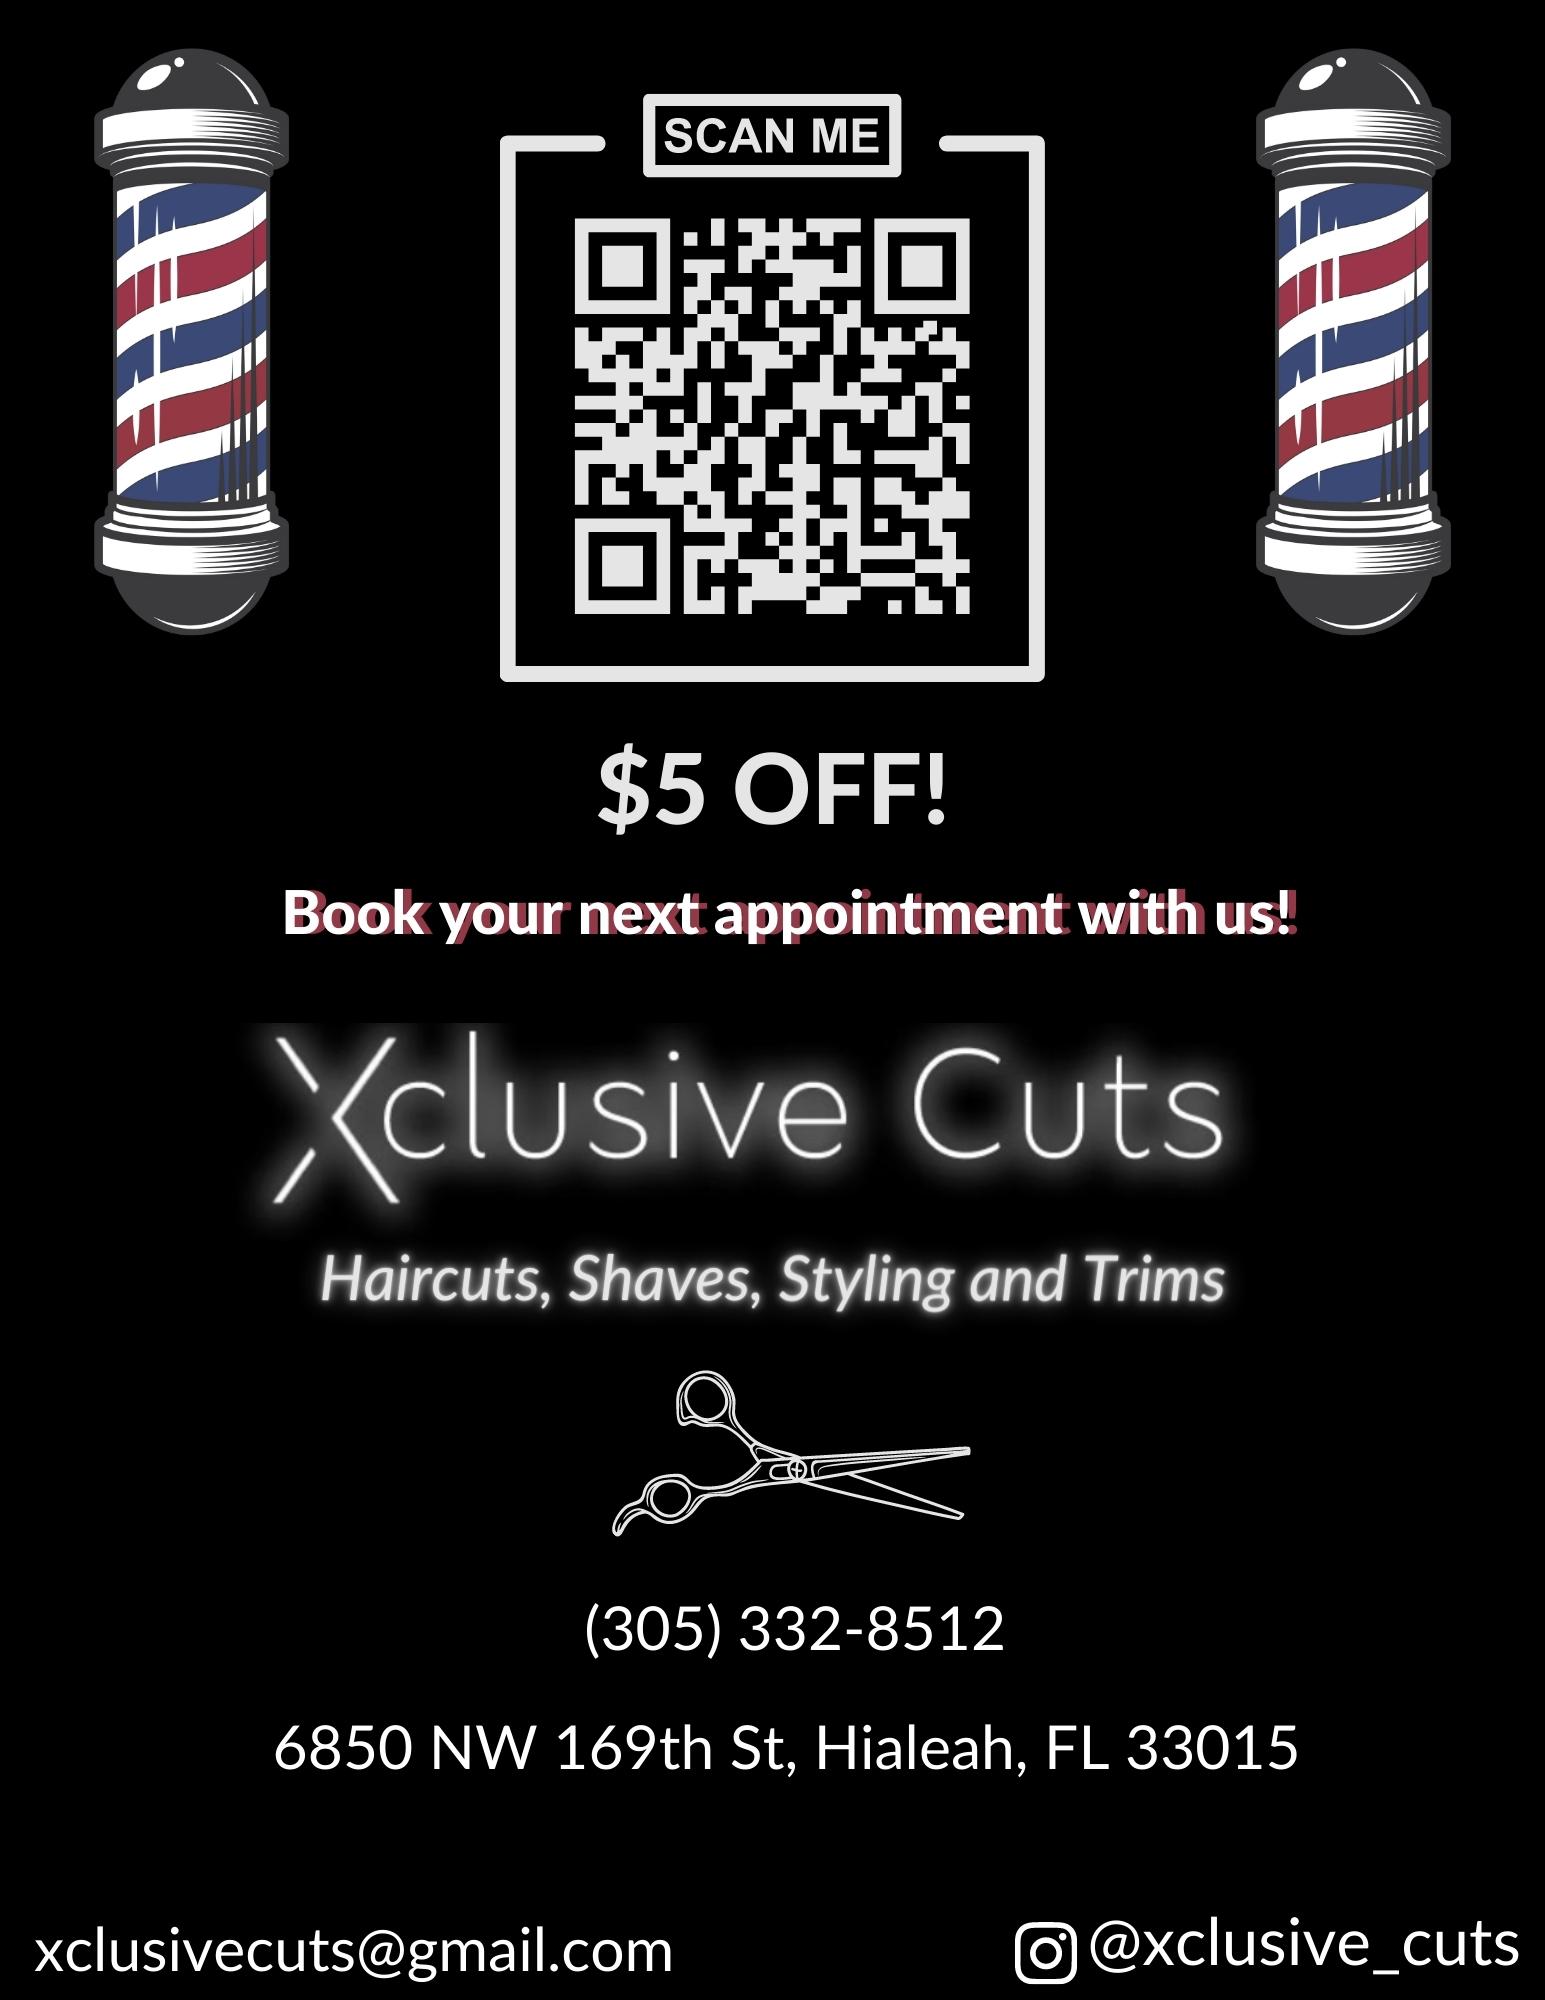 SCAN ME
$5 OFF!
Book your next appointment with us!
Xclusive Cuts
Haircuts, Shaves, Styling and Trims
(305) 332-8512
6850 NW 169th St, Hialeah, FL 33015
xclusivecuts@gmail.com
@xclusive_cuts